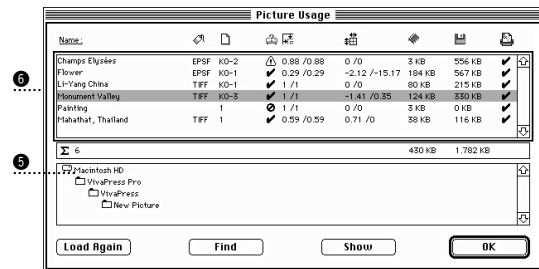 Picture Usage
Name:
Champs Elysées EPSF KO-2 0.88 /0.88 0 /0 3 KB 556 KB
Flower EPSF KO-1 0.29 /0.29 -2.12 /-15.17 184 KB 567 KB
6
Li-Yang China TIFF KO-1 1 /1 0 /0 80 KB 215 KB
Monument Valley TIFF KO-3 1 /1 -1.41 /0.35 124 KB 330 KB
Painting 1 1 /1 0 /0 3 KB 0 KB
Mahathat, Thailand TIFF 1 0.59 /0.59 0.71 /0 38 KB 116 KB
Σ 6 430 KB 1.782 KB
5
Macintosh HD
VivaPress Pro
VivaPress
New Picture
Load Again Find Show OK